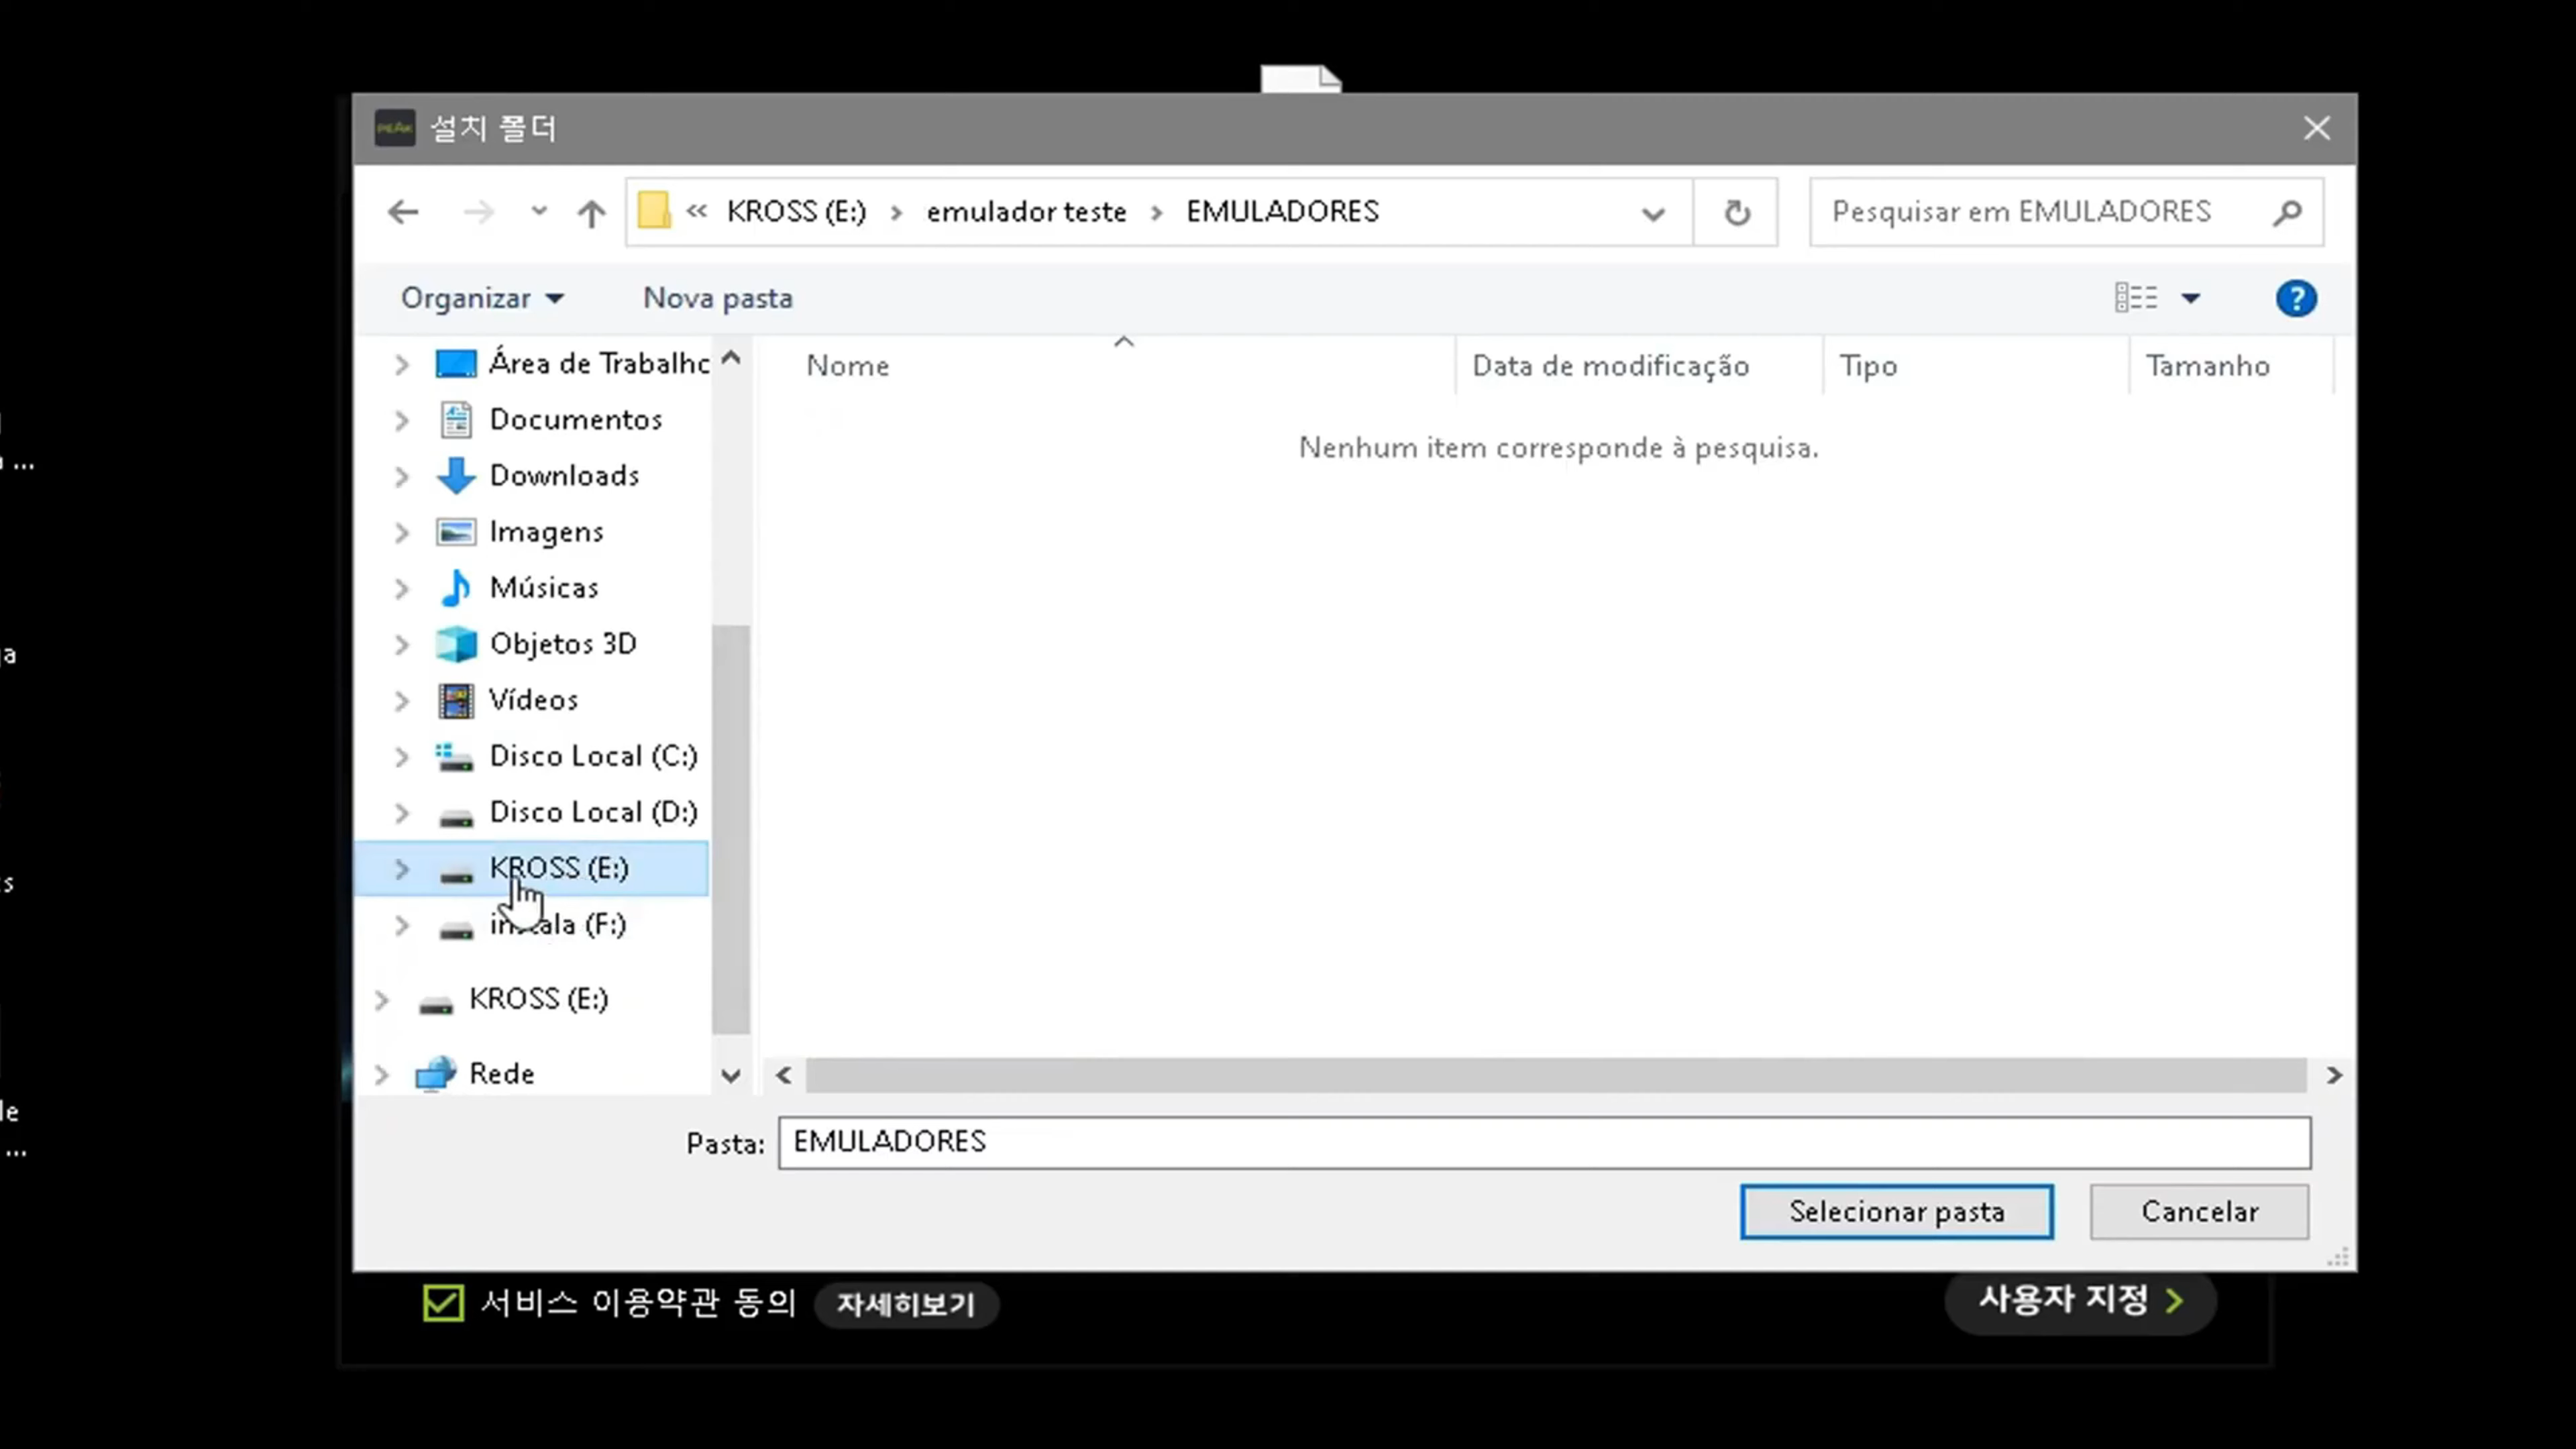 PEAK 설치 폴더
« KROSS (E:) > emulador teste > EMULADORES
Pesquisar em EMULADORES
Organizar
Nova pasta
?
Nome
Data de modificação
Tipo
Tamanho
Nenhum item corresponde à pesquisa.
Área de Trabalhc
Documentos
Downloads
Imagens
Músicas
Objetos 3D
Vídeos
Disco Local (C:)
Disco Local (D:)
KROSS (E:)
instala (F:)
KROSS (E:)
Rede
Pasta: EMULADORES
Selecionar pasta
Cancelar
서비스 이용약관 동의
자세히보기
사용자 지정 >